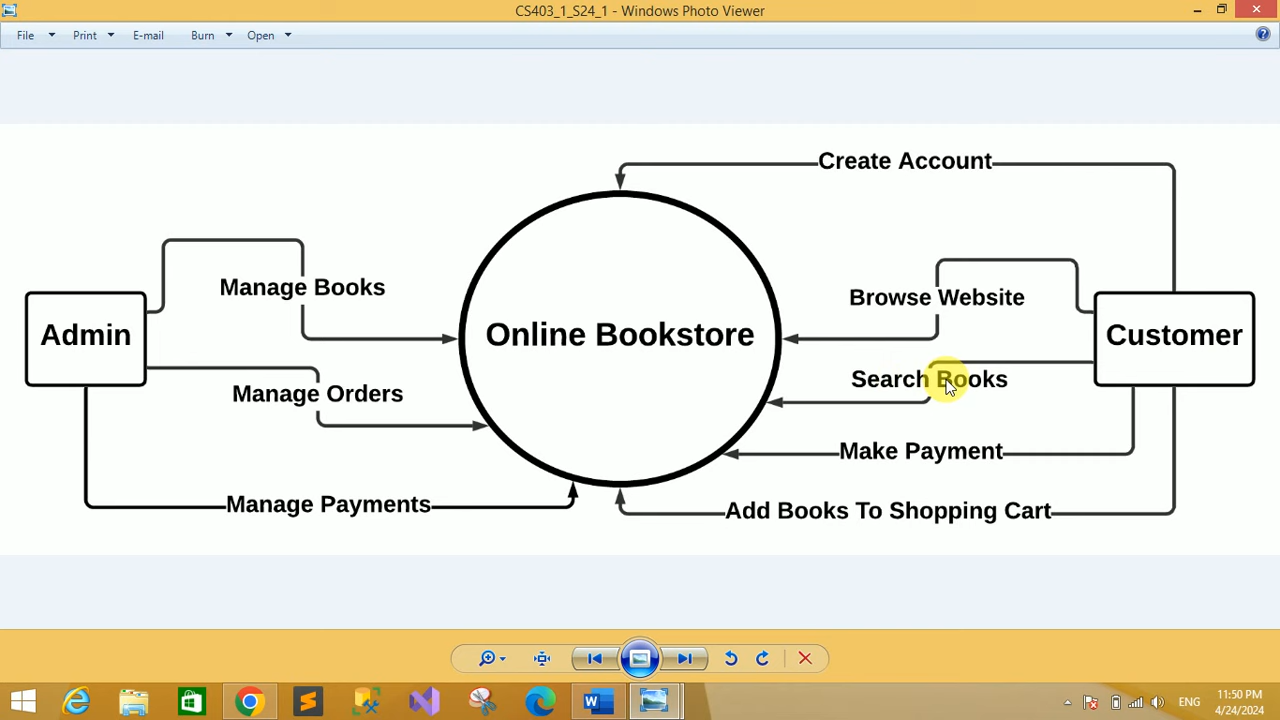 CS403_1_S24_1 - Windows Photo Viewer
File Print E-mail Burn Open
Create Account
Manage Books
Browse Website
Admin
Online Bookstore
Customer
Search Books
Manage Orders
Make Payment
Manage Payments
Add Books To Shopping Cart
ENG
11:50 PM
4/24/2024